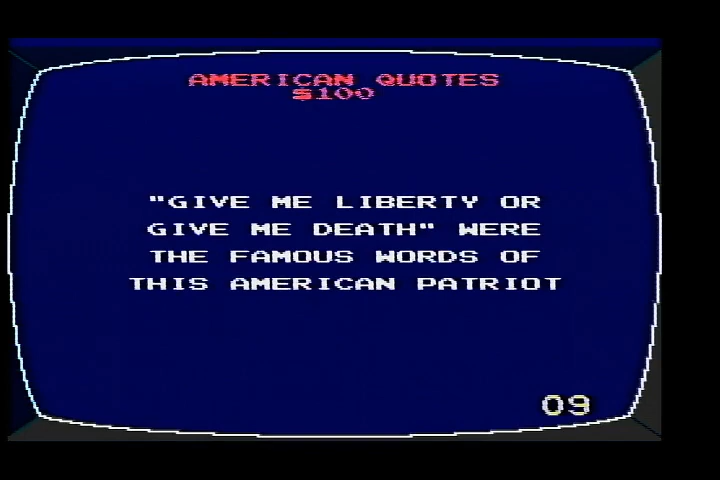 AMERICAN QUOTES
$100
"GIVE ME LIBERTY OR
GIVE ME DEATH" WERE
THE FAMOUS WORDS OF
THIS AMERICAN PATRIOT
09